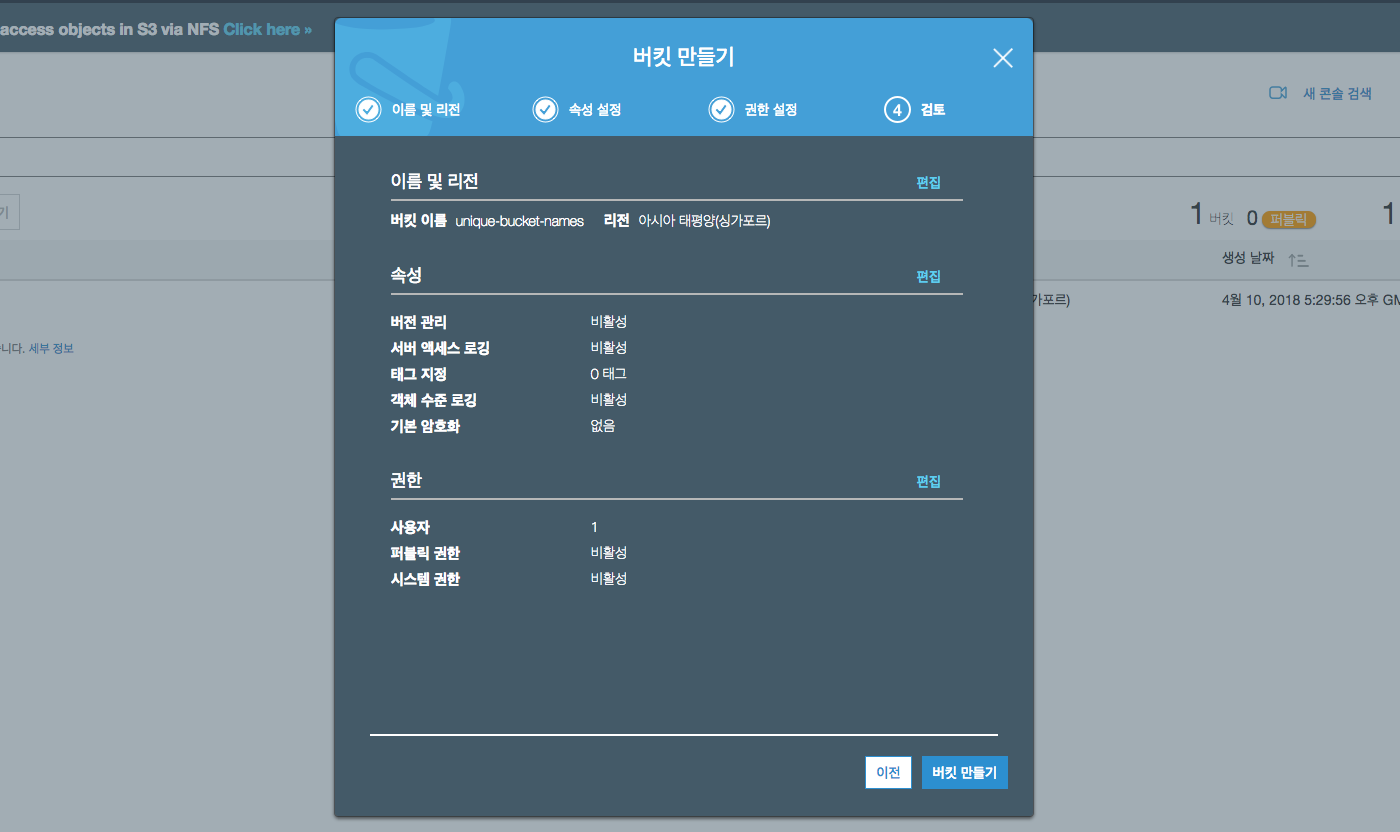 access objects in S3 via NFS Click here »
버킷 만들기
이름 및 리전 속성 설정 권한 설정 4 검토
새 콘솔 검색
이름 및 리전 편집
버킷 이름 unique-bucket-names 리전 아시아 태평양(싱가포르)
기 1 버킷 0 퍼블릭 1
생성 날짜
속성 편집
가포르) 4월 10, 2018 5:29:56 오후 GM
버전 관리 비활성
서버 액세스 로깅 비활성
니다. 세부 정보
태그 지정 0 태그
객체 수준 로깅 비활성
기본 암호화 없음
권한 편집
사용자 1
퍼블릭 권한 비활성
시스템 권한 비활성
이전 버킷 만들기